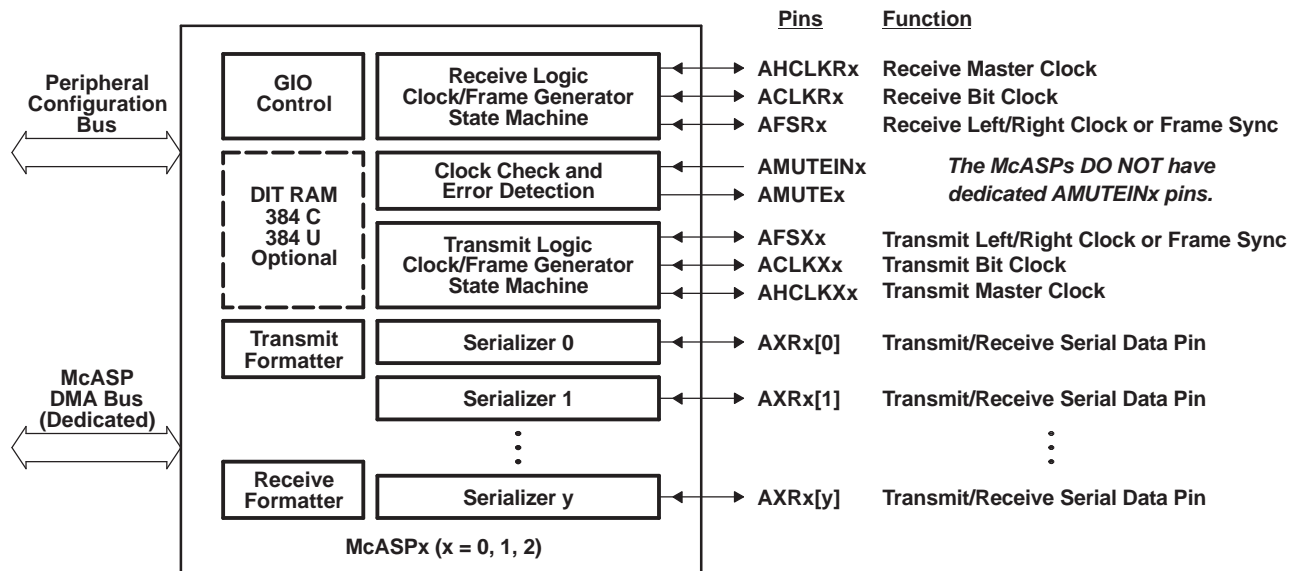 Pins Function
Peripheral
Configuration
Bus
GIO
Control
Receive Logic
Clock/Frame Generator
State Machine
AHCLKRx Receive Master Clock
ACLKRx Receive Bit Clock
AFSRx Receive Left/Right Clock or Frame Sync
DIT RAM
384 C
384 U
Optional
Clock Check and
Error Detection
AMUTEINx
AMUTEx
The McASPs DO NOT have
dedicated AMUTEINx pins.
Transmit Logic
Clock/Frame Generator
State Machine
AFSXx Transmit Left/Right Clock or Frame Sync
ACLKXx Transmit Bit Clock
AHCLKXx Transmit Master Clock
Transmit
Formatter
Serializer 0
AXRx[0] Transmit/Receive Serial Data Pin
McASP
DMA Bus
(Dedicated)
Serializer 1
AXRx[1] Transmit/Receive Serial Data Pin
Receive
Formatter
Serializer y
AXRx[y] Transmit/Receive Serial Data Pin
McASPx (x = 0, 1, 2)